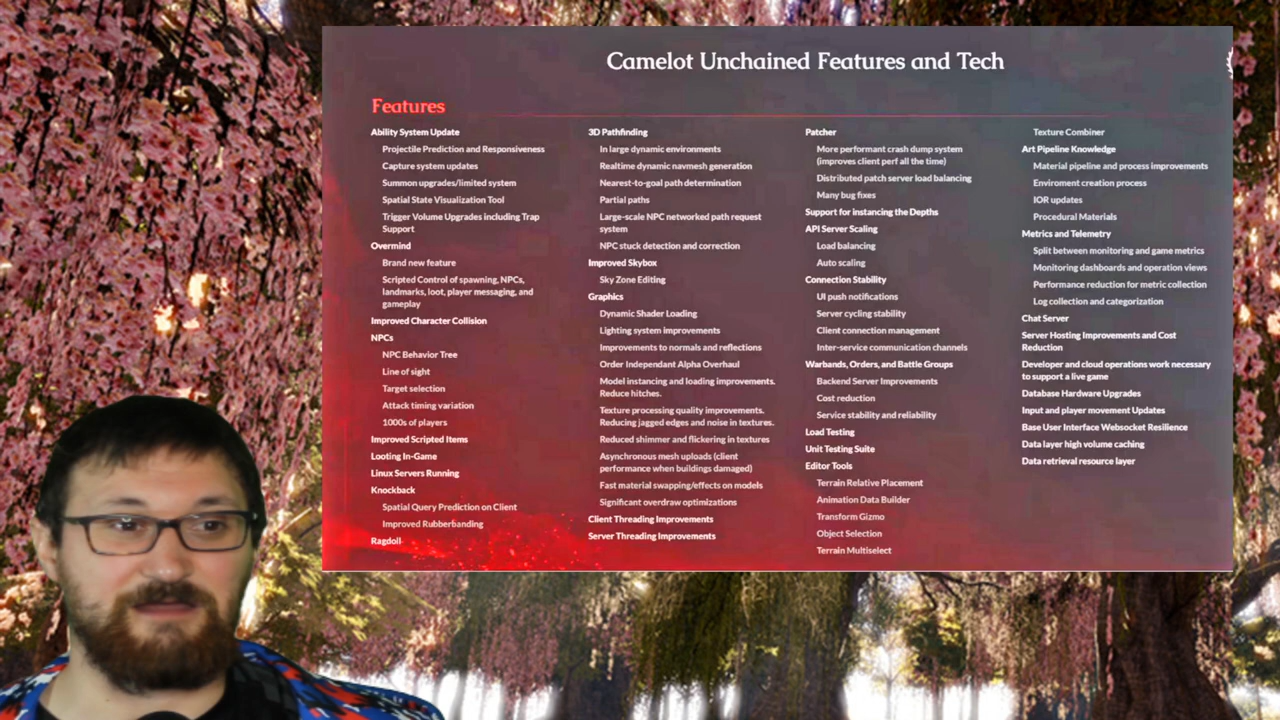 Camelot Unchained Features and Tech
Features
Ability System Update
Projectile Prediction and Responsiveness
Capture system updates
Summon upgrades/limited system
Spatial State Visualization Tool
Trigger Volume Upgrades including Trap
Support
Overmind
Brand new feature
Scripted Control of spawning, NPCs,
landmarks, loot, player messaging, and
gameplay
Improved Character Collision
NPCs
NPC Behavior Tree
Line of sight
Target selection
Attack timing variation
1000s of players
Improved Scripted Items
Looting In-Game
Linux Servers Running
Knockback
Spatial Query Prediction on Client
Improved Rubberbanding
Ragdoll
3D Pathfinding
In large dynamic environments
Realtime dynamic navmesh generation
Nearest-to-goal path determination
Partial paths
Large-scale NPC networked path request
system
NPC stuck detection and correction
Improved Skybox
Sky Zone Editing
Graphics
Dynamic Shader Loading
Lighting system improvements
Improvements to normals and reflections
Order Independant Alpha Overhaul
Model instancing and loading improvements.
Reduce hitches.
Texture processing quality improvements.
Reducing jagged edges and noise in textures.
Reduced shimmer and flickering in textures
Asynchronous mesh uploads (client
performance when buildings damaged)
Fast material swapping/effects on models
Significant overdraw optimizations
Client Threading Improvements
Server Threading Improvements
Patcher
More performant crash dump system
(improves client perf all the time)
Distributed patch server load balancing
Many bug fixes
Support for instancing the Depths
API Server Scaling
Load balancing
Auto scaling
Connection Stability
UI push notifications
Server cycling stability
Client connection management
Inter-service communication channels
Warbands, Orders, and Battle Groups
Backend Server Improvements
Cost reduction
Service stability and reliability
Load Testing
Unit Testing Suite
Editor Tools
Terrain Relative Placement
Animation Data Builder
Transform Gizmo
Object Selection
Terrain Multiselect
Texture Combiner
Art Pipeline Knowledge
Material pipeline and process improvements
Enviroment creation process
IOR updates
Procedural Materials
Metrics and Telemetry
Split between monitoring and game metrics
Monitoring dashboards and operation views
Performance reduction for metric collection
Log collection and categorization
Chat Server
Server Hosting Improvements and Cost
Reduction
Developer and cloud operations work necessary
to support a live game
Database Hardware Upgrades
Input and player movement Updates
Base User Interface Websocket Resilience
Data layer high volume caching
Data retrieval resource layer